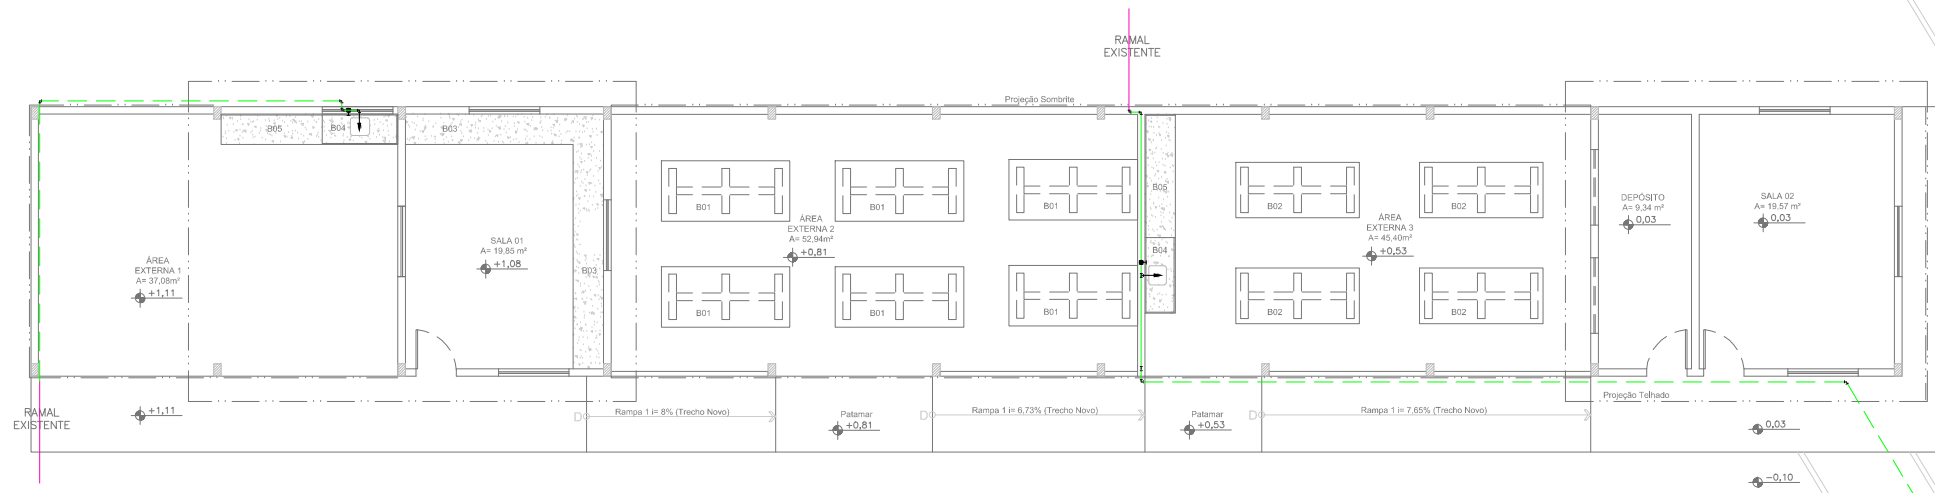 RAMAL
EXISTENTE
Projeção Sombrite
B05
B04
B03
B03
ÁREA
EXTERNA 1
A= 37,08m²
+1,11
SALA 01
A= 19,85 m²
+1,08
B01
B01
B01
ÁREA
EXTERNA 2
A= 52,94m²
+0,81
B01
B01
B01
B05
B04
B02
B02
ÁREA
EXTERNA 3
A= 45,40m²
+0,53
B02
B02
DEPÓSITO
A= 9,34 m²
0,03
SALA 02
A= 19,57 m²
0,03
RAMAL
EXISTENTE
+1,11
D
Rampa 1 i= 8% (Trecho Novo)
Patamar
+0,81
D
Rampa 1 i= 6,73% (Trecho Novo)
Patamar
+0,53
D
Rampa 1 i= 7,65% (Trecho Novo)
Projeção Telhado
0,03
-0,10